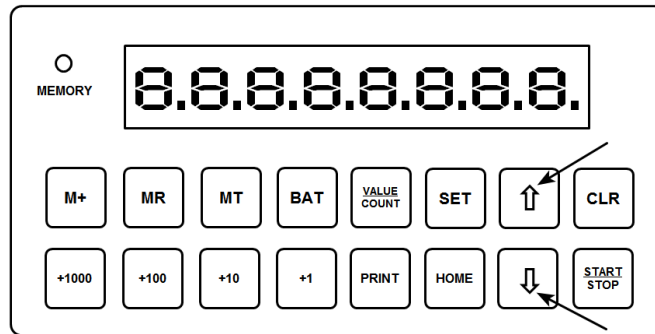 8.8.8.8.8.8.8.8.
MEMORY
M+ MR MT BAT VALUE COUNT SET ⇧ CLR
+1000 +100 +10 +1 PRINT HOME ⇩ START STOP